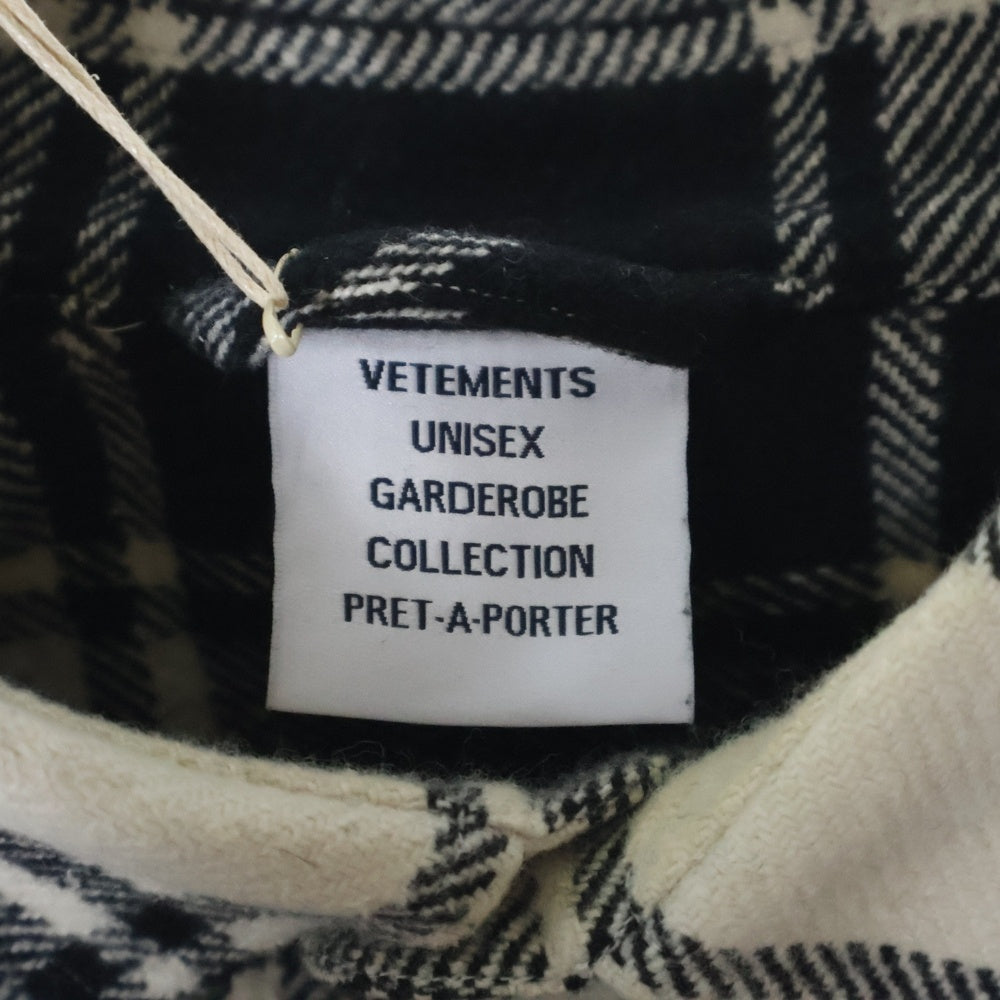 VETEMENTS
UNISEX
GARDEROBE
COLLECTION
PRET-A-PORTER